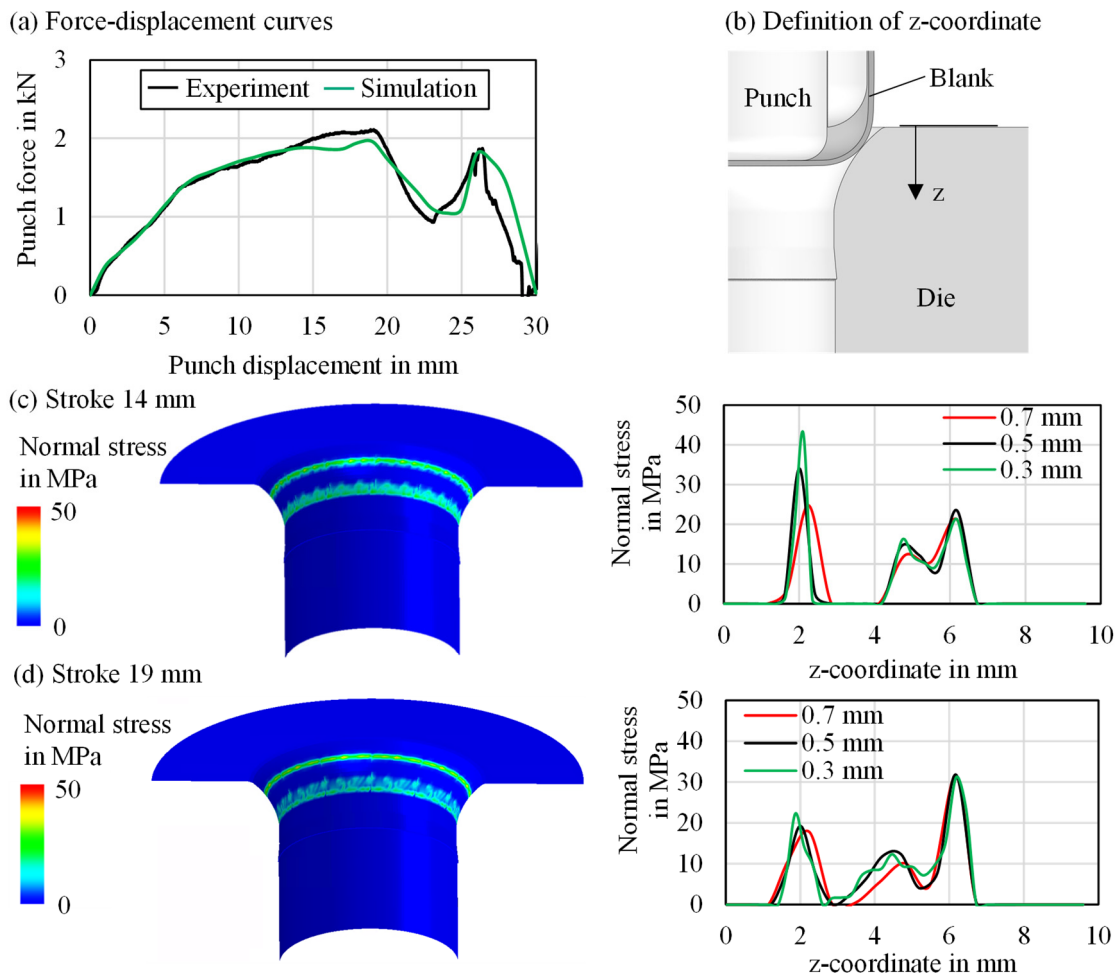 (a) Force-displacement curves
Punch force in kN
3
2
1
0
Experiment
Simulation
0 5 10 15 20 25 30
Punch displacement in mm
(b) Definition of z-coordinate
Punch
Blank
z
Die
(c) Stroke 14 mm
Normal stress
in MPa
50
0
Normal stress
in MPa
50
40
30
20
10
0
0.7 mm
0.5 mm
0.3 mm
0 2 4 6 8 10
z-coordinate in mm
(d) Stroke 19 mm
Normal stress
in MPa
50
0
Normal stress
in MPa
50
40
30
20
10
0
0.7 mm
0.5 mm
0.3 mm
0 2 4 6 8 10
z-coordinate in mm